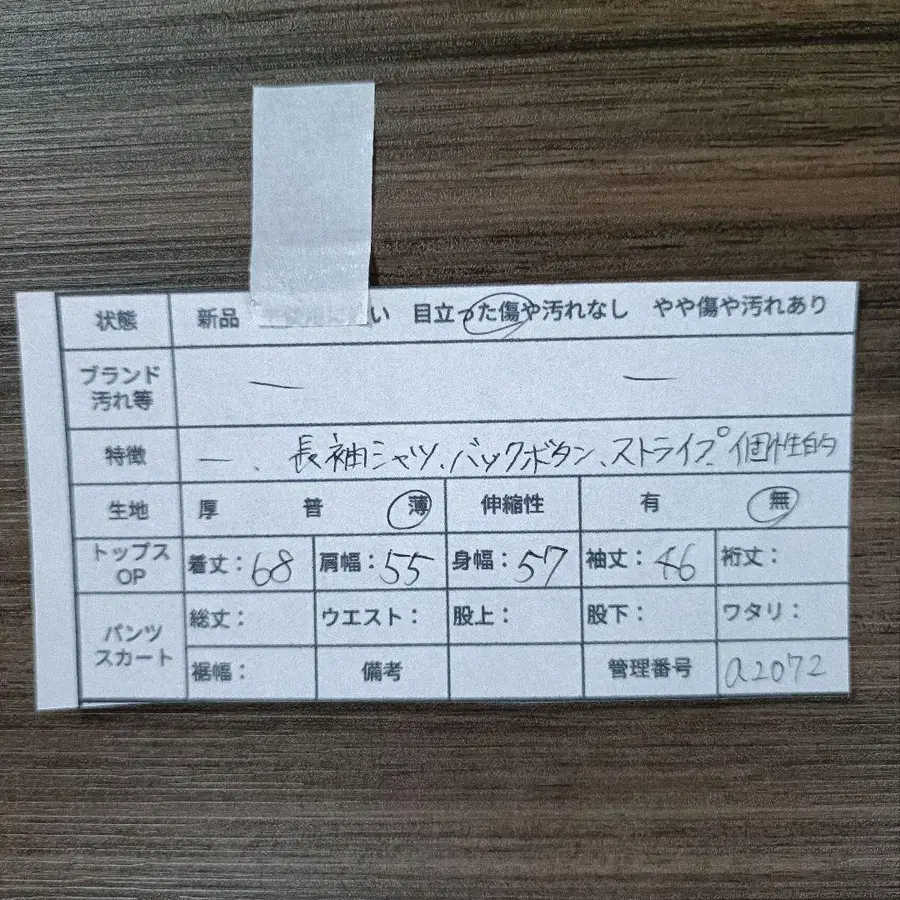 状態 新品 い 目立った傷や汚れなし やや傷や汚れあり
ブランド
汚れ等 — —
特徴 —、長袖シャツ、バックボタン、ストライプ、個性的
生地 厚 普 薄 伸縮性 有 無
トップス
OP 着丈：68 肩幅：55 身幅：57 袖丈：46 裄丈：
パンツ
スカート 総丈： ウエスト： 股上： 股下： ワタリ：
裾幅： 備考 管理番号 a2072